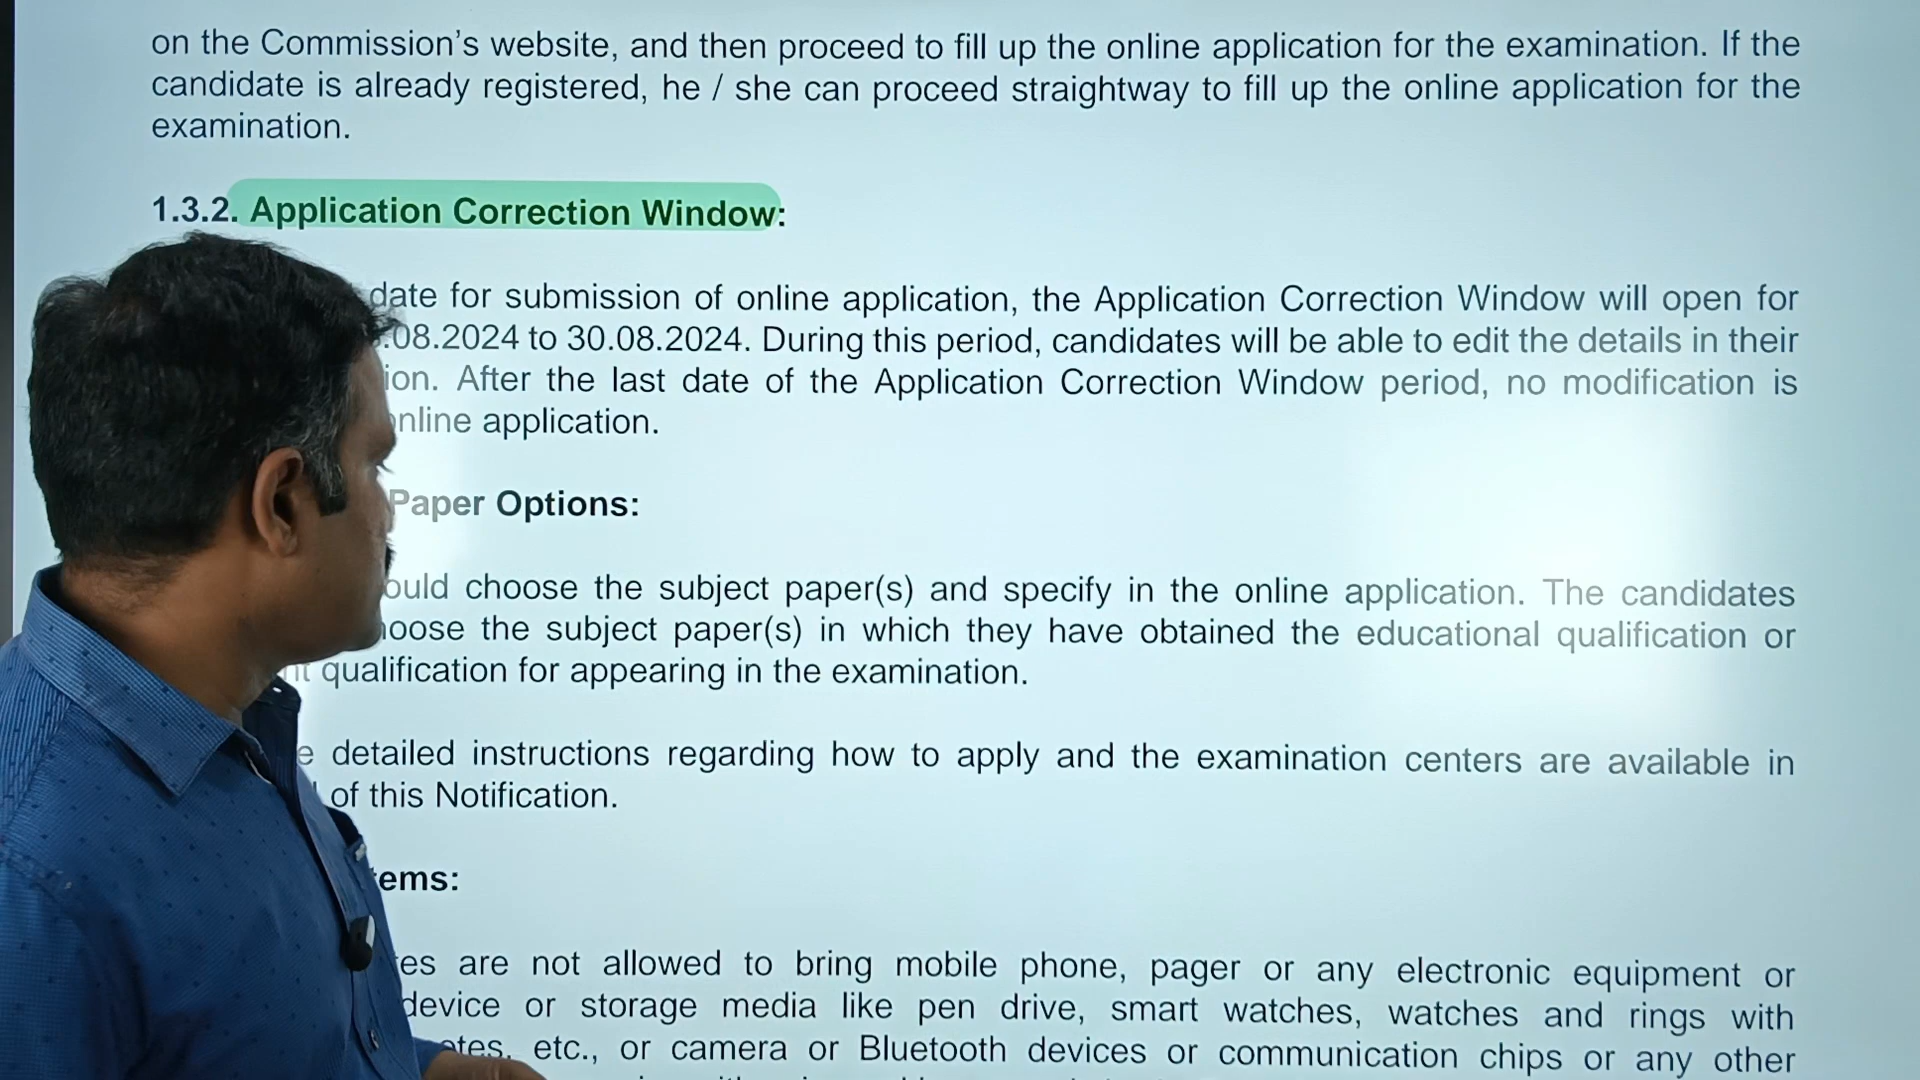 on the Commission's website, and then proceed to fill up the online application for the examination. If the
candidate is already registered, he / she can proceed straightway to fill up the online application for the
examination.
1.3.2. Application Correction Window:
date for submission of online application, the Application Correction Window will open for
.08.2024 to 30.08.2024. During this period, candidates will be able to edit the details in their
After the last date of the Application Correction Window period, no modification is
application.
Paper Options:
choose the subject paper(s) and specify in the online application. The candidates
the subject paper(s) in which they have obtained the educational qualification or
qualification for appearing in the examination.
detailed instructions regarding how to apply and the examination centers are available in
of this Notification.
are not allowed to bring mobile phone, pager or any electronic equipment or
device or storage media like pen drive, smart watches, watches and rings with
etc., or camera or Bluetooth devices or communication chips or any other